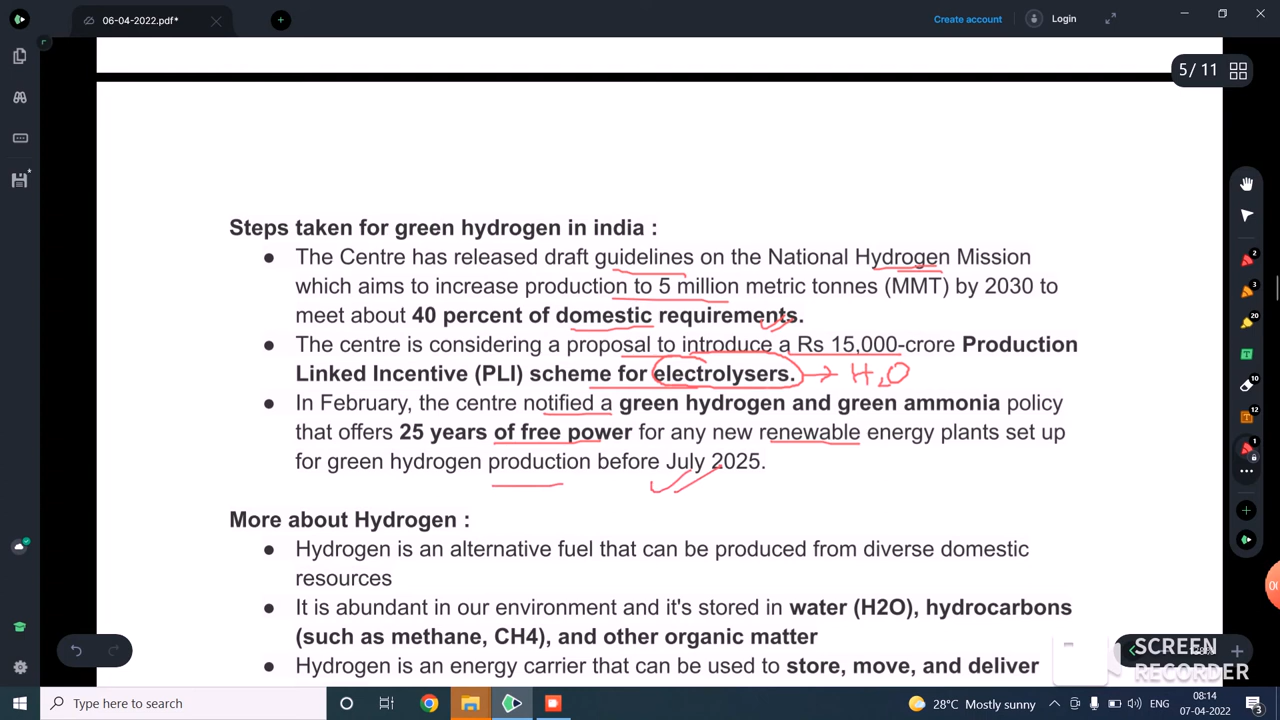 06-04-2022.pdf*
Create account
Login
5/ 11
Steps taken for green hydrogen in india :
● The Centre has released draft guidelines on the National Hydrogen Mission
which aims to increase production to 5 million metric tonnes (MMT) by 2030 to
meet about 40 percent of domestic requirements.
● The centre is considering a proposal to introduce a Rs 15,000-crore Production
Linked Incentive (PLI) scheme for electrolysers. → H2O
● In February, the centre notified a green hydrogen and green ammonia policy
that offers 25 years of free power for any new renewable energy plants set up
for green hydrogen production before July 2025.
More about Hydrogen :
● Hydrogen is an alternative fuel that can be produced from diverse domestic
resources
● It is abundant in our environment and it's stored in water (H2O), hydrocarbons
(such as methane, CH4), and other organic matter
● Hydrogen is an energy carrier that can be used to store, move, and deliver
SCREEN
RECORDER
Type here to search
28°C Mostly sunny
ENG
08:14
07-04-2022